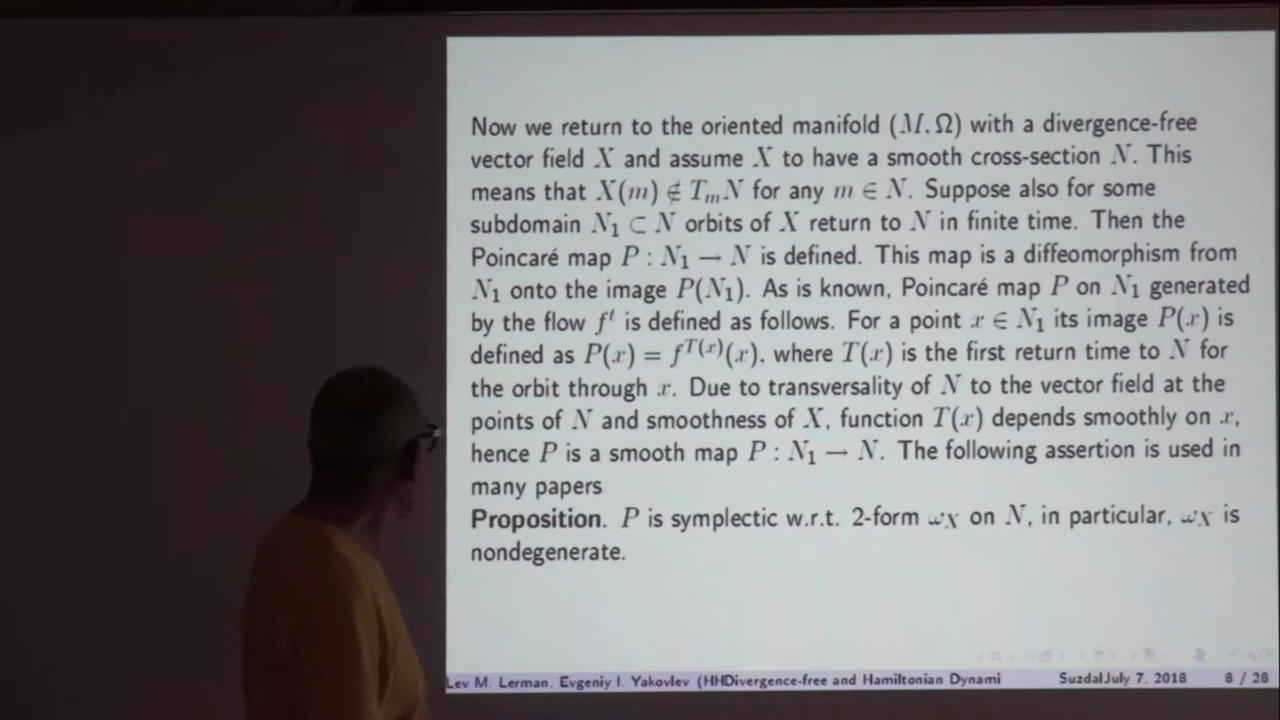 Now we return to the oriented manifold (M, Ω) with a divergence-free
vector field X and assume X to have a smooth cross-section N. This
means that X(m) ∉ TₘN for any m ∈ N. Suppose also for some
subdomain N₁ ⊂ N orbits of X return to N in finite time. Then the
Poincaré map P : N₁ → N is defined. This map is a diffeomorphism from
N₁ onto the image P(N₁). As is known, Poincaré map P on N₁ generated
by the flow fᵗ is defined as follows. For a point x ∈ N₁ its image P(x) is
defined as P(x) = f^{T(x)}(x), where T(x) is the first return time to N for
the orbit through x. Due to transversality of N to the vector field at the
points of N and smoothness of X, function T(x) depends smoothly on x,
hence P is a smooth map P : N₁ → N. The following assertion is used in
many papers
Proposition. P is symplectic w.r.t. 2-form ω_X on N, in particular, ω_X is
nondegenerate.
Lev M. Lerman, Evgeniy I. Yakovlev (HHDivergence-free and Hamiltonian Dynami SuzdalJuly 7, 2018 8 / 28